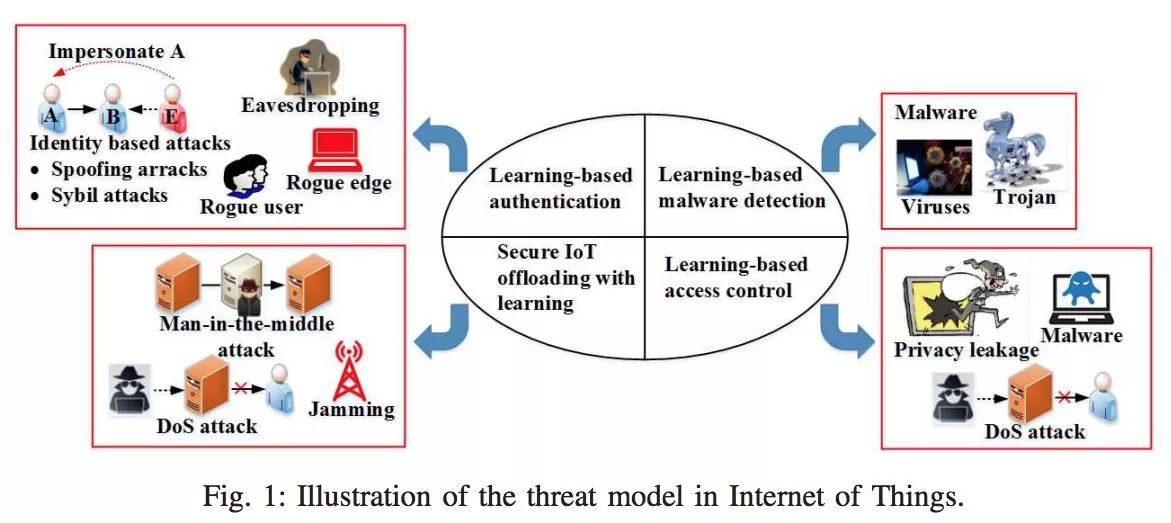 Impersonate A
A
B
E
Eavesdropping
Identity based attacks
• Spoofing arracks
• Sybil attacks
Rogue edge
Rogue user
Man-in-the-middle
attack
DoS attack
Jamming
Learning-based
authentication
Learning-based
malware detection
Secure IoT
offloading with
learning
Learning-based
access control
Malware
Viruses
Trojan
Privacy leakage
Malware
DoS attack
Fig. 1: Illustration of the threat model in Internet of Things.